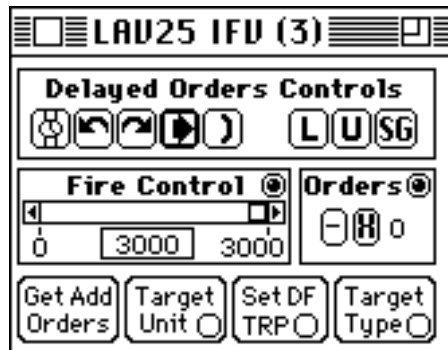 LAV25 IFV (3)
Delayed Orders Controls
L U SG
Fire Control Orders
0 3000 3000 0
Get Add Target Set DF Target
Orders Unit TRP Type